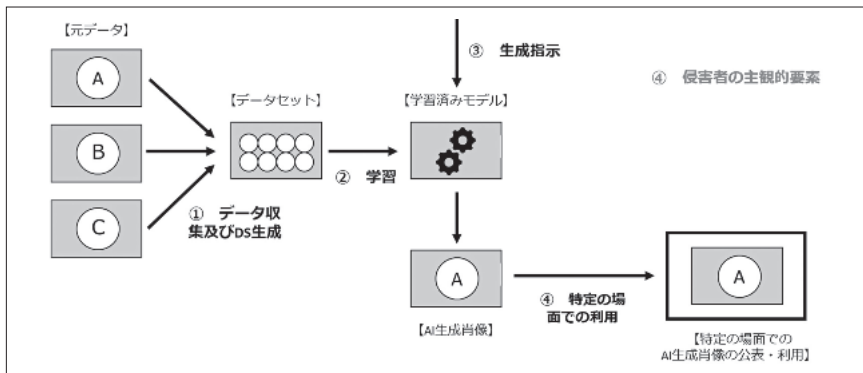 【元データ】
A
B
C
① データ収
集及びDS生成
【データセット】
② 学習
③ 生成指示
【学習済みモデル】
④ 侵害者の主観的要素
A
【AI生成肖像】
④ 特定の場
面での利用
A
【特定の場面での
AI生成肖像の公表・利用】